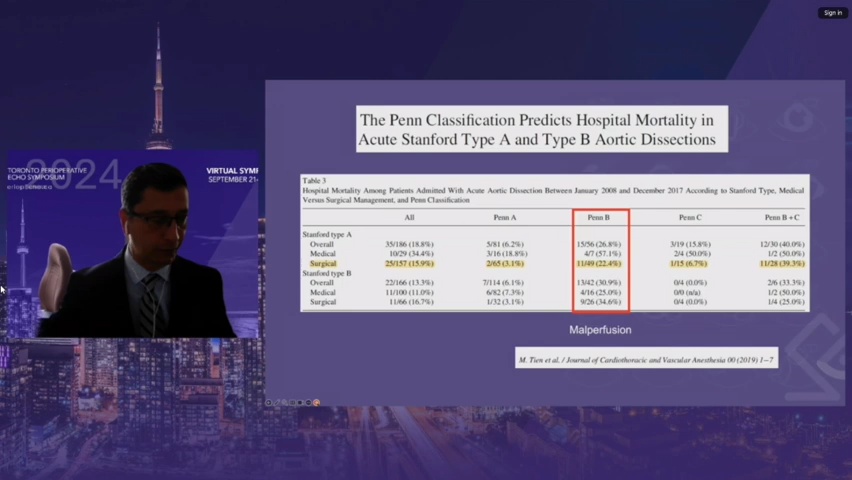 Sign in
The Penn Classification Predicts Hospital Mortality in
Acute Stanford Type A and Type B Aortic Dissections
2024
TORONTO PERIOPERATIVE
ECHO SYMPOSIUM
VIRTUAL SYMP
SEPTEMBER 21-
Table 3
Hospital Mortality Among Patients Admitted With Acute Aortic Dissection Between January 2008 and December 2017 According to Stanford Type, Medical
Versus Surgical Management, and Penn Classification
All Penn A Penn B Penn C Penn B + C
Stanford type A
Overall 35/186 (18.8%) 5/81 (6.2%) 15/56 (26.8%) 3/19 (15.8%) 12/30 (40.0%)
Medical 10/29 (34.4%) 3/16 (18.8%) 4/7 (57.1%) 2/4 (50.0%) 1/2 (50.0%)
Surgical 25/157 (15.9%) 2/65 (3.1%) 11/49 (22.4%) 1/15 (6.7%) 11/28 (39.3%)
Stanford type B
Overall 22/166 (13.3%) 7/114 (6.1%) 13/42 (30.9%) 0/4 (0.0%) 2/6 (33.3%)
Medical 11/100 (11.0%) 6/82 (7.3%) 4/16 (25.0%) 0/0 (n/a) 1/2 (50.0%)
Surgical 11/66 (16.7%) 1/32 (3.1%) 9/26 (34.6%) 0/4 (0.0%) 1/4 (25.0%)
Malperfusion
M. Tien et al. / Journal of Cardiothoracic and Vascular Anesthesia 00 (2019) 1–7